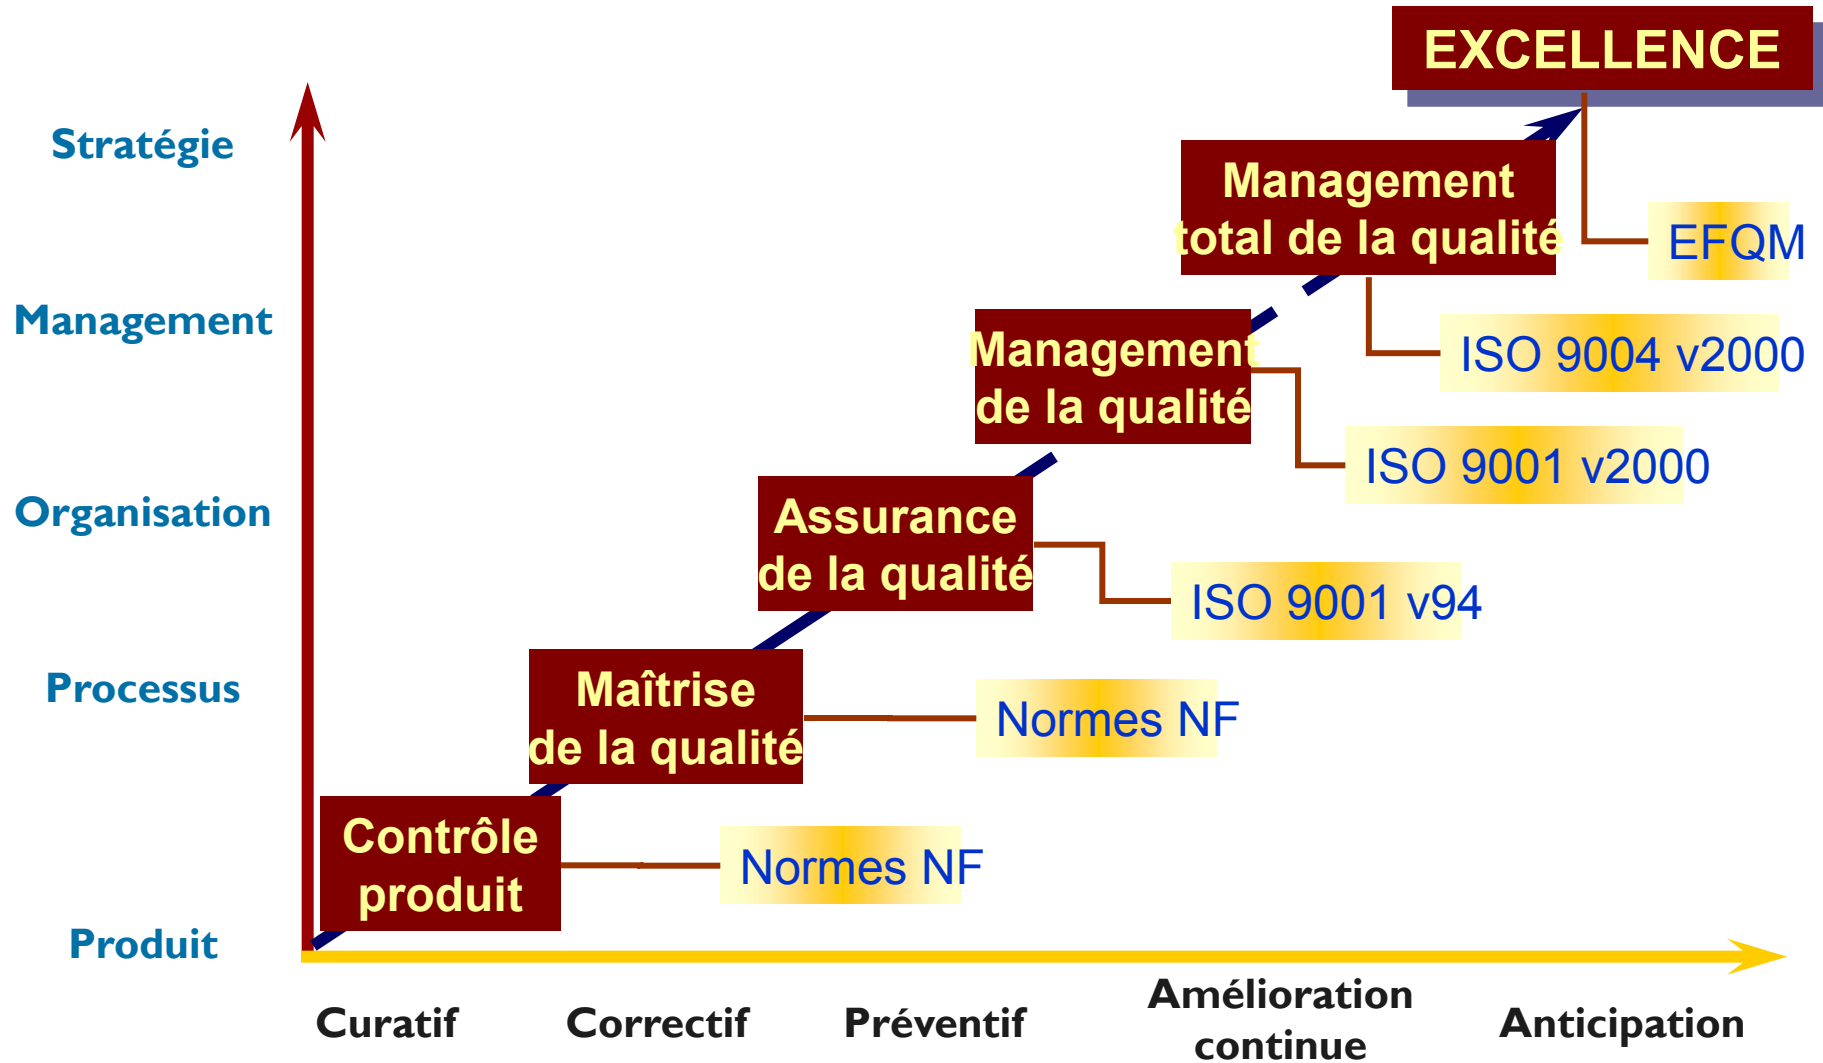 EXCELLENCE
Stratégie
Management
total de la qualité
EFQM
Management
Management
de la qualité
ISO 9004 v2000
ISO 9001 v2000
Organisation
Assurance
de la qualité
ISO 9001 v94
Processus
Maîtrise
de la qualité
Normes NF
Contrôle
produit
Normes NF
Produit
Curatif
Correctif
Préventif
Amélioration
continue
Anticipation